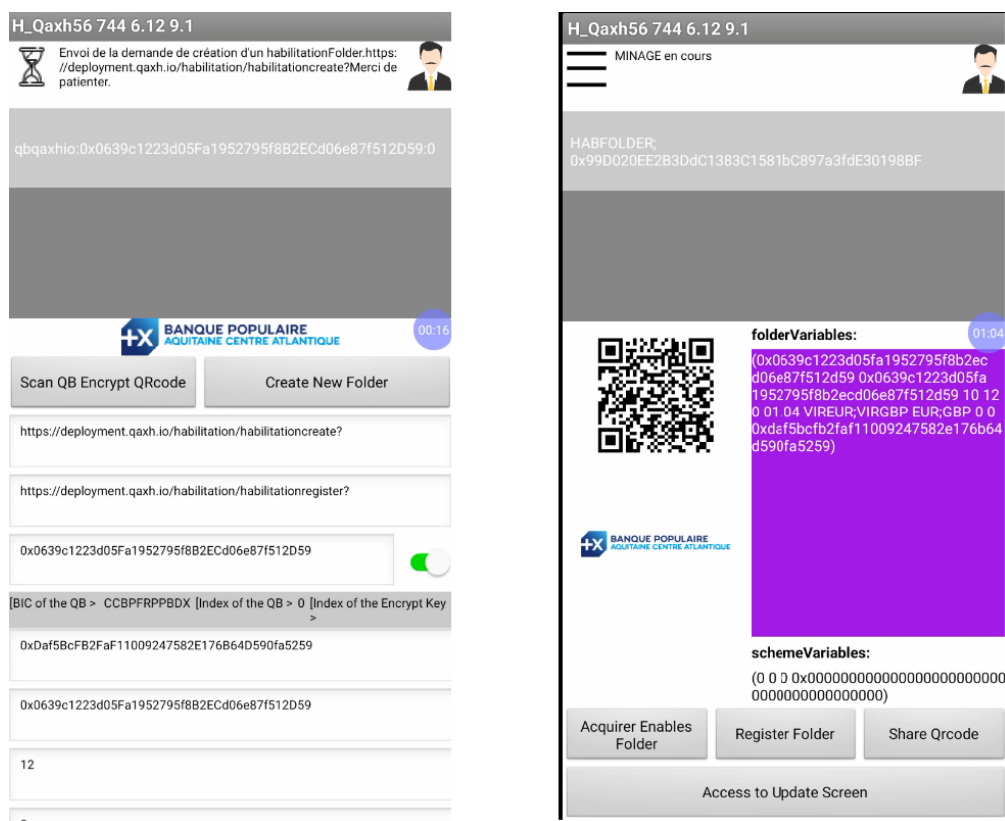 H_Qaxh56 744 6.12 9.1
Envoi de la demande de création d'un habilitationFolder.https:
//deployment.qaxh.io/habilitation/habilitationcreate?Merci de
patienter.
qbqaxhio:0x0639c1223d05Fa1952795f8B2ECd06e87f512D59:0
+X BANQUE POPULAIRE
AQUITAINE CENTRE ATLANTIQUE
00:16
Scan QB Encrypt QRcode
Create New Folder
https://deployment.qaxh.io/habilitation/habilitationcreate?
https://deployment.qaxh.io/habilitation/habilitationregister?
0x0639c1223d05Fa1952795f8B2ECd06e87f512D59
[BIC of the QB > CCBPFRPPBDX [Index of the QB > 0 [Index of the Encrypt Key
>
0xDaf5BcFB2FaF11009247582E176B64D590fa5259
0x0639c1223d05Fa1952795f8B2ECd06e87f512D59
12
H_Qaxh56 744 6.12 9.1
MINAGE en cours
HABFOLDER;
0x99D020EE2B3DdC1383C1581bC897a3fdE30198BF
+X BANQUE POPULAIRE
AQUITAINE CENTRE ATLANTIQUE
folderVariables:
01:04
(0x0639c1223d05fa1952795f8b2ec
d06e87f512d59 0x0639c1223d05fa
1952795f8b2ecd06e87f512d59 10 12
0 01.04 VIREUR;VIRGBP EUR;GBP 0 0
0xdaf5bcfb2faf11009247582e176b64
d590fa5259)
schemeVariables:
(0 0 0 0x000000000000000000000000
0000000000000000)
Acquirer Enables
Folder
Register Folder
Share Qrcode
Access to Update Screen